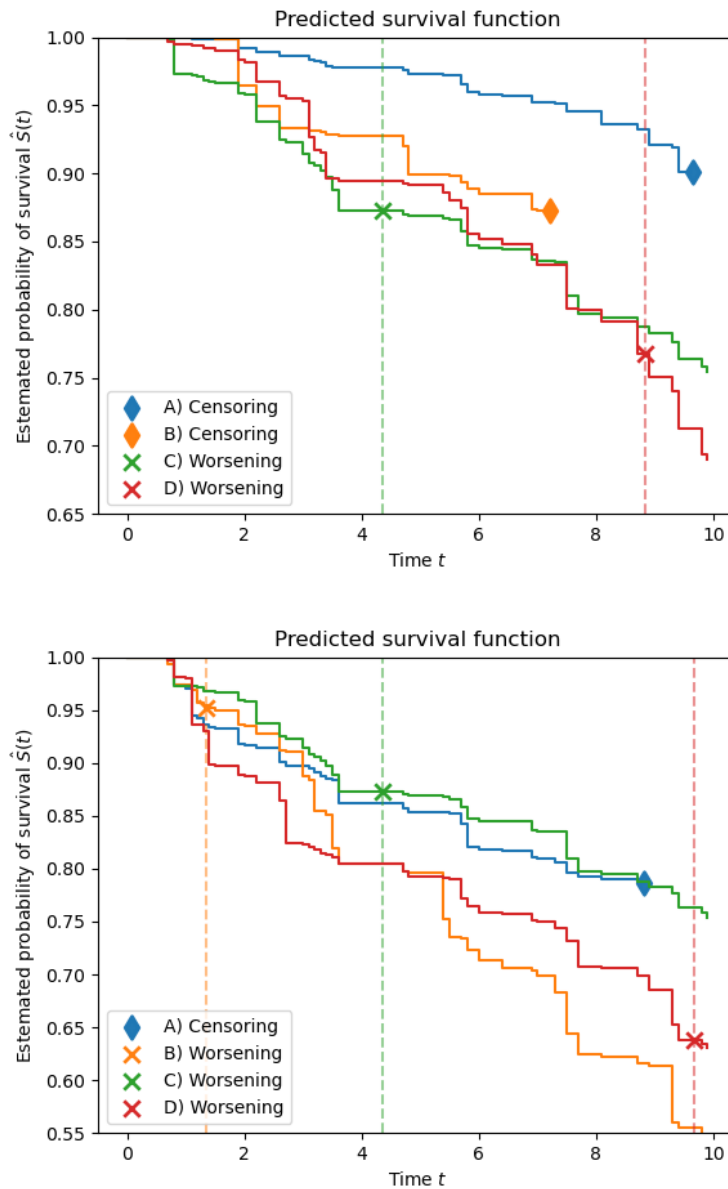 Predicted survival function
1.00
0.95
0.90
0.85
0.80
0.75
0.70
0.65
Estemated probability of survival Ŝ(t)
A) Censoring
B) Censoring
C) Worsening
D) Worsening
0 2 4 6 8 10
Time t
Predicted survival function
1.00
0.95
0.90
0.85
0.80
0.75
0.70
0.65
0.60
0.55
Estemated probability of survival Ŝ(t)
A) Censoring
B) Worsening
C) Worsening
D) Worsening
0 2 4 6 8 10
Time t